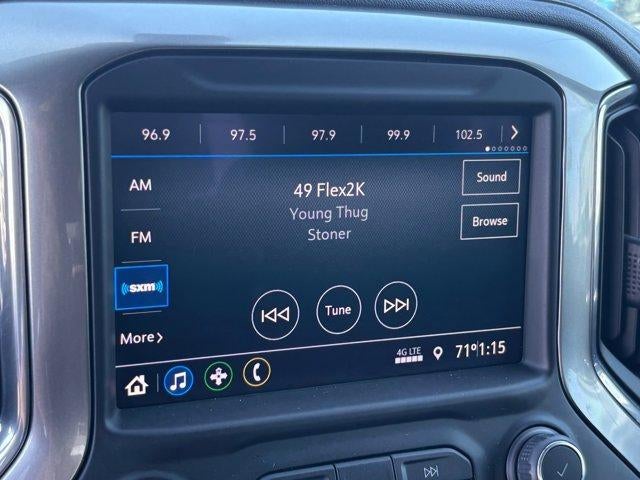 96.9 97.5 97.9 99.9 102.5
AM
FM
sxm
More
49 Flex2K
Young Thug
Stoner
Sound
Browse
Tune
4G LTE
71° 1:15